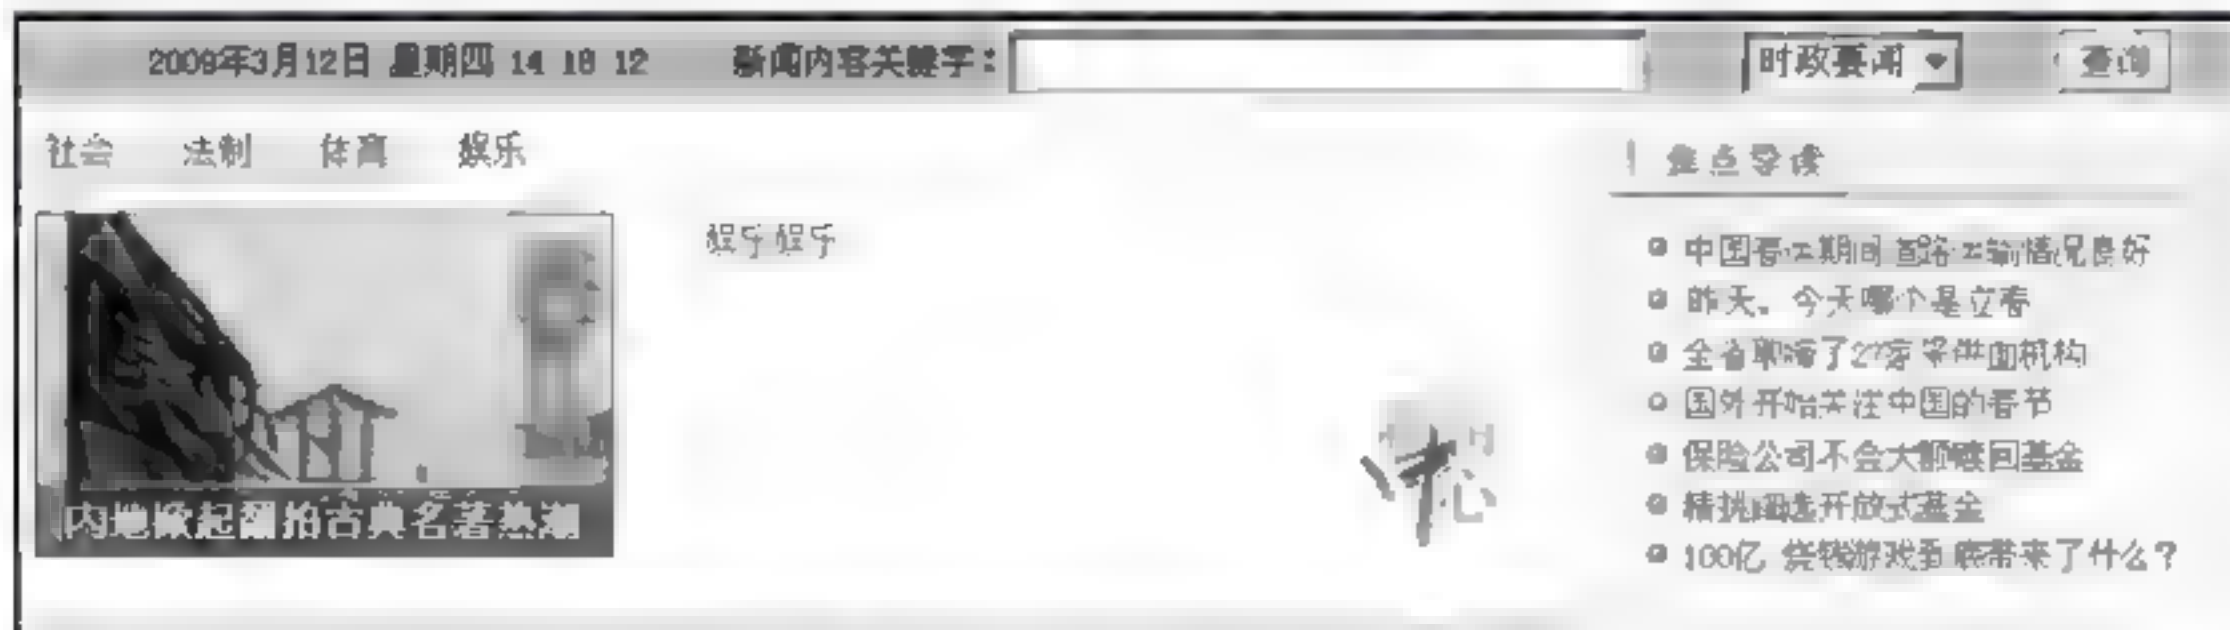 2009年3月12日 星期四 14 18 12 新闻内容关键字： 时政要闻 查询
社会 法制 体育 娱乐
焦点导读
娱乐娱乐
中国春运期间道路运输情况良好
昨天。今天哪个是立春
全省取缔了27家
国外开始关注中国的春节
保险公司不会大额赎回基金
精挑细选开放式基金
100亿 烧钱游戏到底带来了什么？
内地掀起翻拍古典名著热潮